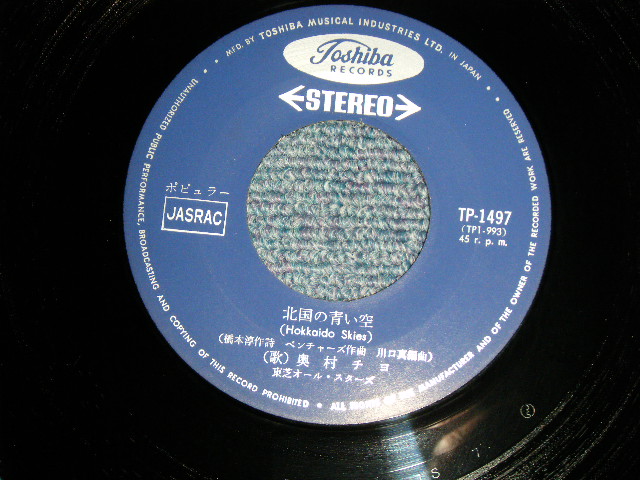 MFG. BY TOSHIBA MUSICAL INDUSTRIES LTD. IN JAPAN
Toshiba
RECORDS
STEREO
ポピュラー
JASRAC
TP-1497
(TP1-993)
45 r. p. m.
北国の青い空
(Hokkaido Skies)
(橋本淳作詩 ベンチャーズ作曲 川口真編曲)
(歌) 奥村チヨ
東芝オール・スターズ
UNAUTHORIZED PUBLIC PERFORMANCE, BROADCASTING AND COPYING OF THIS RECORD PROHIBITED • ALL RIGHTS OF THE MANUFACTURER AND OF THE OWNER OF THE RECORDED WORK ARE RESERVED